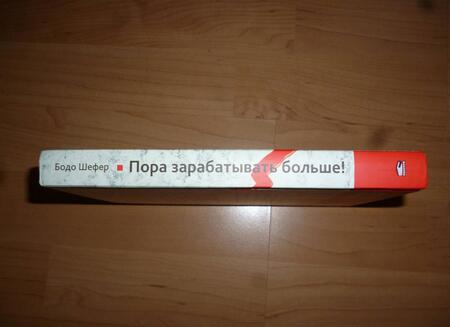 Бодо Шефер ▪ Пора зарабатывать больше!